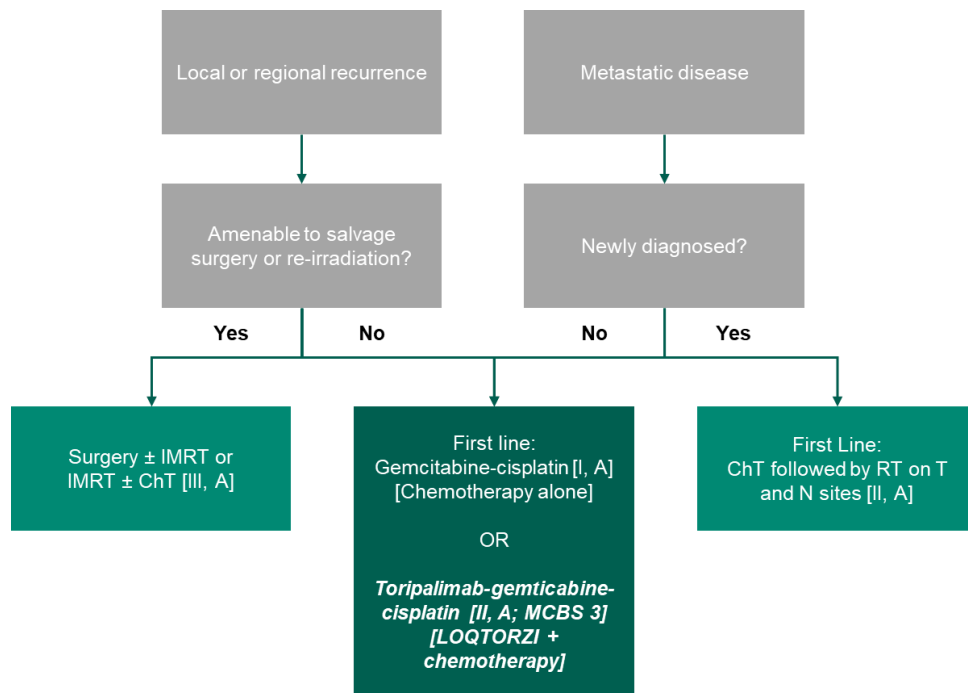 Local or regional recurrence
Metastatic disease
Amenable to salvage
surgery or re-irradiation?
Newly diagnosed?
Yes
No
No
Yes
Surgery ± IMRT or
IMRT ± ChT [III, A]
First line:
Gemcitabine-cisplatin [I, A]
[Chemotherapy alone]
OR
Toripalimab-gemticabine-
cisplatin [II, A; MCBS 3]
[LOQTORZI +
chemotherapy]
First Line:
ChT followed by RT on T
and N sites [II, A]